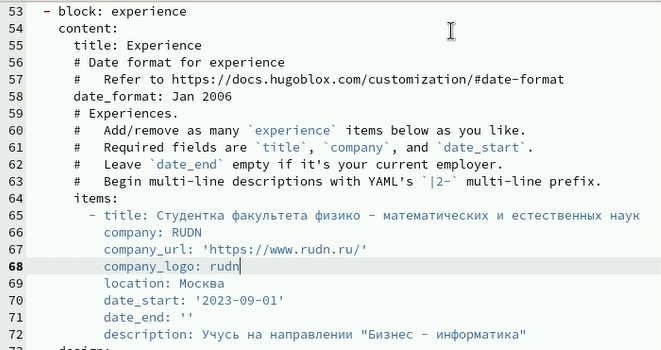 53 - block: experience
54 content:
55 title: Experience
56 # Date format for experience
57 #   Refer to https://docs.hugoblox.com/customization/#date-format
58 date_format: Jan 2006
59 # Experiences.
60 #   Add/remove as many `experience` items below as you like.
61 #   Required fields are `title`, `company`, and `date_start`.
62 #   Leave `date_end` empty if it's your current employer.
63 #   Begin multi-line descriptions with YAML's `|2-` multi-line prefix.
64 items:
65 - title: Студентка факультета физико - математических и естественных наук
66 company: RUDN
67 company_url: 'https://www.rudn.ru/'
68 company_logo: rudn
69 location: Москва
70 date_start: '2023-09-01'
71 date_end: ''
72 description: Учусь на направлении "Бизнес - информатика"